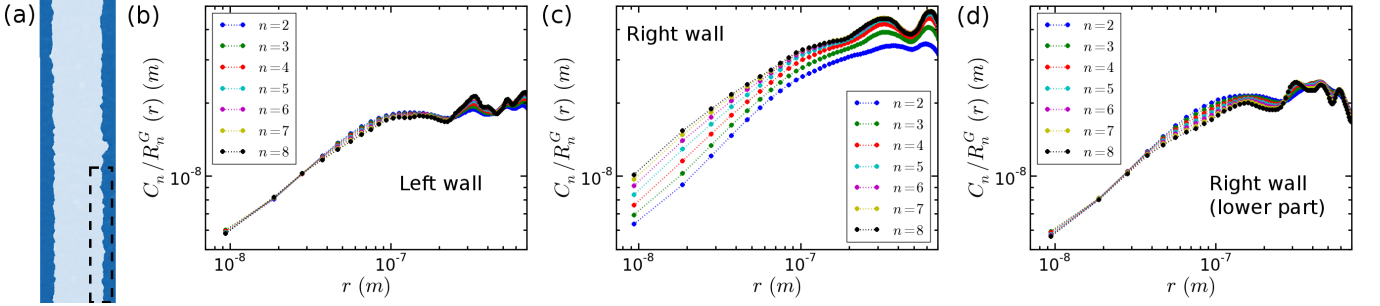 (a)
(b)
n=2
n=3
n=4
n=5
n=6
n=7
n=8
Left wall
10⁻⁸
C_n/R_n^G (r) (m)
10⁻⁸ 10⁻⁷
r (m)
(c)
Right wall
n=2
n=3
n=4
n=5
n=6
n=7
n=8
10⁻⁸
C_n/R_n^G (r) (m)
10⁻⁸ 10⁻⁷
r (m)
(d)
n=2
n=3
n=4
n=5
n=6
n=7
n=8
Right wall
(lower part)
10⁻⁸
C_n/R_n^G (r) (m)
10⁻⁸ 10⁻⁷
r (m)